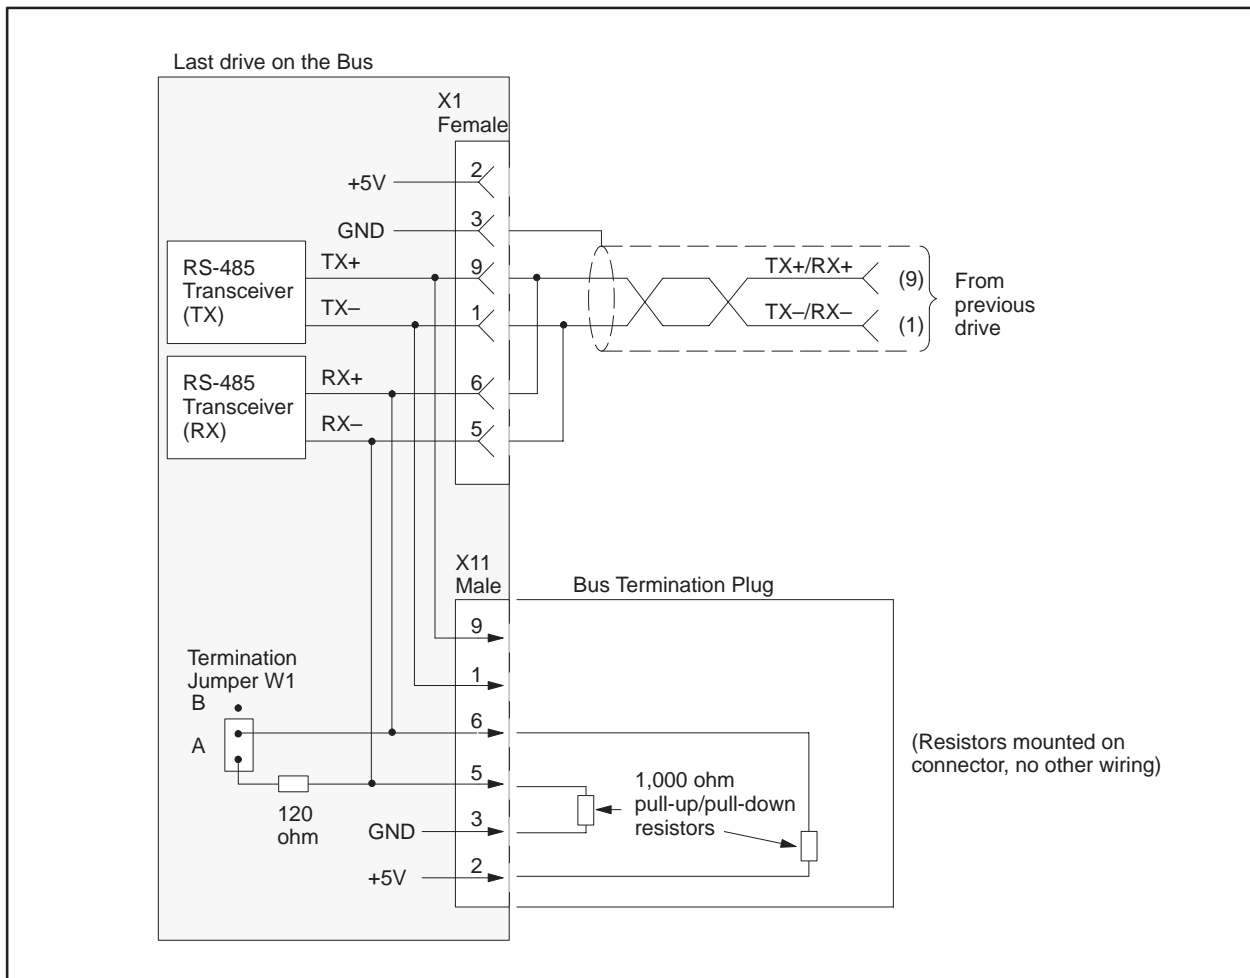 Last drive on the Bus
X1
Female
2
+5V
3
GND
RS-485
Transceiver
(TX)
TX+
9
TX–
1
TX+/RX+
(9)
TX–/RX–
(1)
From
previous
drive
RS-485
Transceiver
(RX)
RX+
6
RX–
5
X11
Male
Bus Termination Plug
9
1
Termination
Jumper W1
B
A
6
5
120
ohm
GND
3
+5V
2
1,000 ohm
pull-up/pull-down
resistors
(Resistors mounted on
connector, no other wiring)